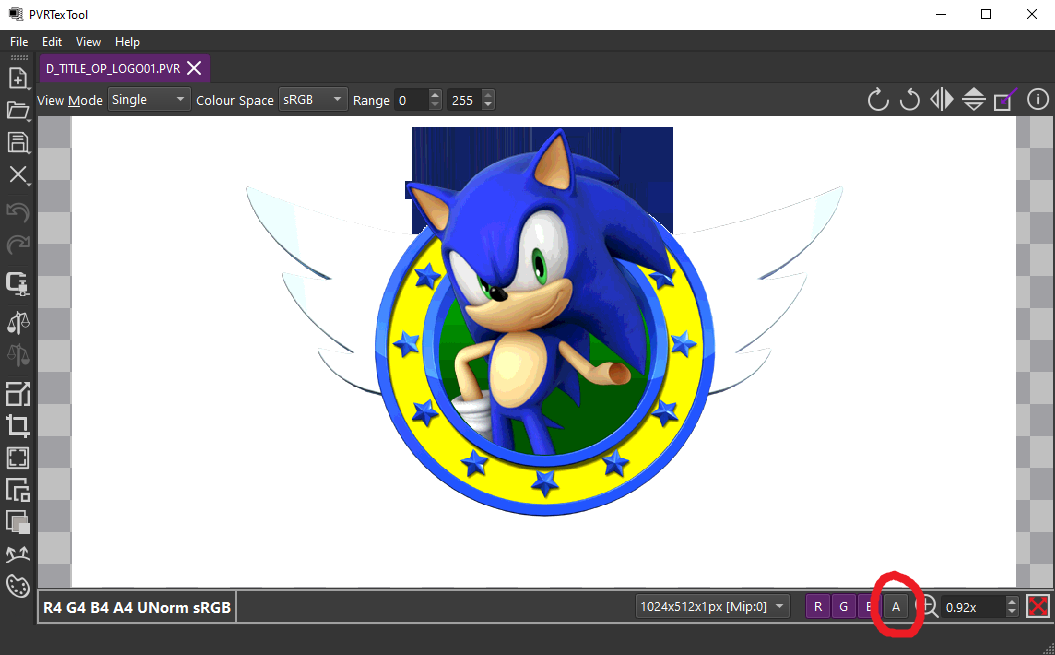 PVRTexTool
File Edit View Help
D_TITLE_OP_LOGO01.PVR
View Mode Single Colour Space sRGB Range 0 255
R4 G4 B4 A4 UNorm sRGB 1024x512x1px [Mip:0] R G B A 0.92x